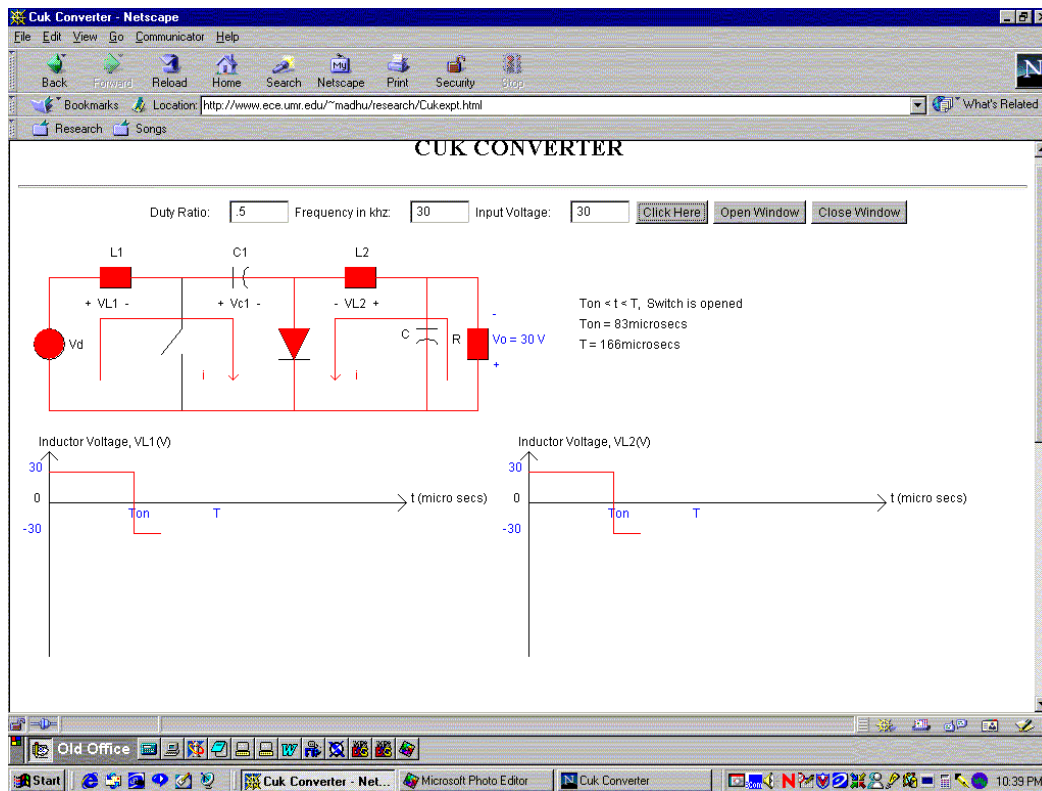 Cuk Converter - Netscape
File Edit View Go Communicator Help
My
Back Forward Reload Home Search Netscape Print Security Stop
N
Bookmarks Location: http://www.ece.umr.edu/~madhu/research/Cukexpt.html What's Related
Research Songs
CUK CONVERTER
Duty Ratio: .5 Frequency in khz: 30 Input Voltage: 30 Click Here Open Window Close Window
L1 C1 L2
+ VL1 - + Vc1 - - VL2 +
Ton < t < T, Switch is opened
Ton = 83microsecs
T = 166microsecs
Vd C R
-
Vo = 30 V
+
i i
Inductor Voltage, VL1(V) Inductor Voltage, VL2(V)
30 30
0 t (micro secs) 0 t (micro secs)
Ton T Ton T
-30 -30
Old Office
Start Cuk Converter - Net... Microsoft Photo Editor N Cuk Converter 10:39 PM